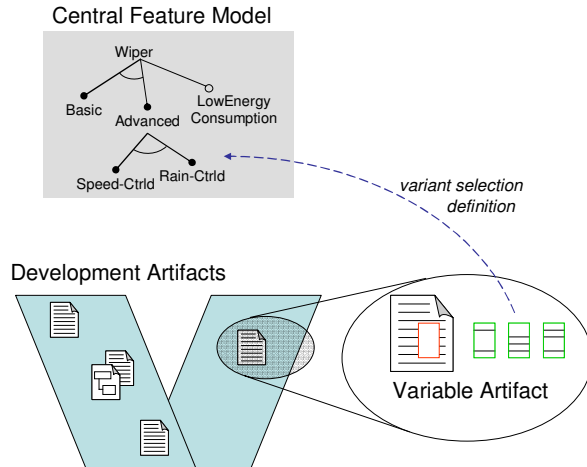 Central Feature Model
Wiper
Basic
Advanced
LowEnergy
Consumption
Speed-Ctrld
Rain-Ctrld
variant selection
definition
Development Artifacts
Variable Artifact